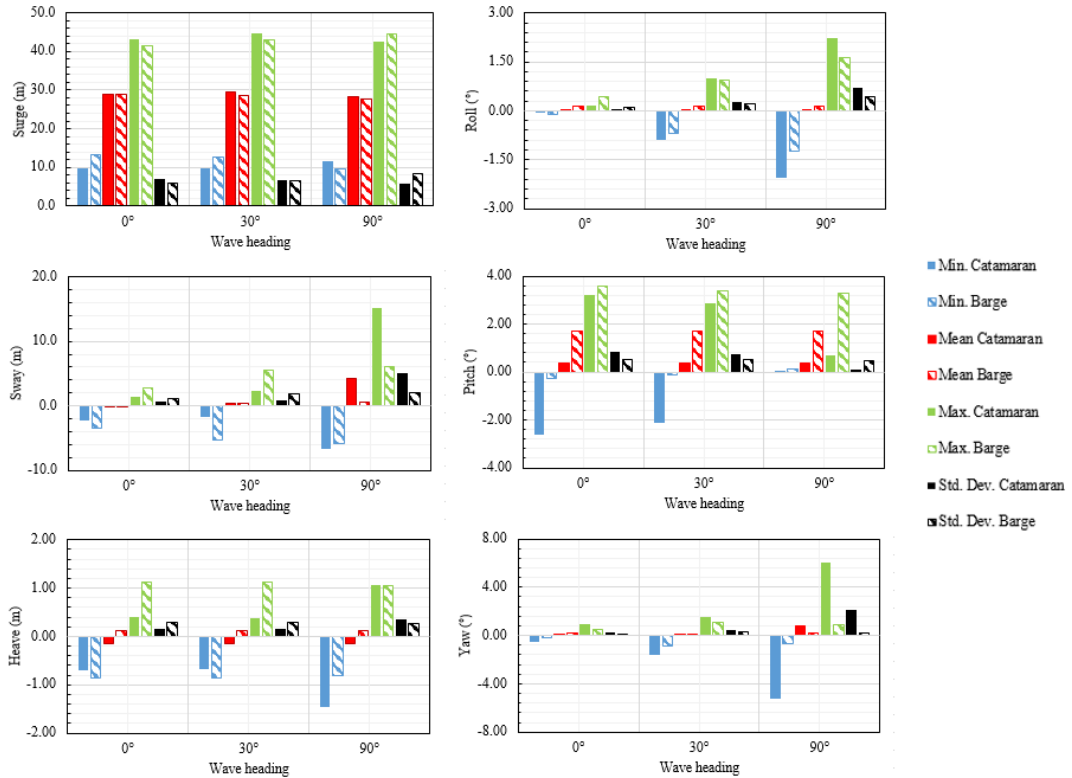 50.0
40.0
30.0
20.0
10.0
0.0
Surge (m)
0° 30° 90°
Wave heading
3.00
1.50
0.00
-1.50
-3.00
Roll (°)
0° 30° 90°
Wave heading
20.0
10.0
0.0
-10.0
Sway (m)
0° 30° 90°
Wave heading
4.00
2.00
0.00
-2.00
-4.00
Pitch (°)
0° 30° 90°
Wave heading
2.00
1.00
0.00
-1.00
-2.00
Heave (m)
0° 30° 90°
Wave heading
8.00
4.00
0.00
-4.00
-8.00
Yaw (°)
0° 30° 90°
Wave heading
Min. Catamaran
Min. Barge
Mean Catamaran
Mean Barge
Max. Catamaran
Max. Barge
Std. Dev. Catamaran
Std. Dev. Barge